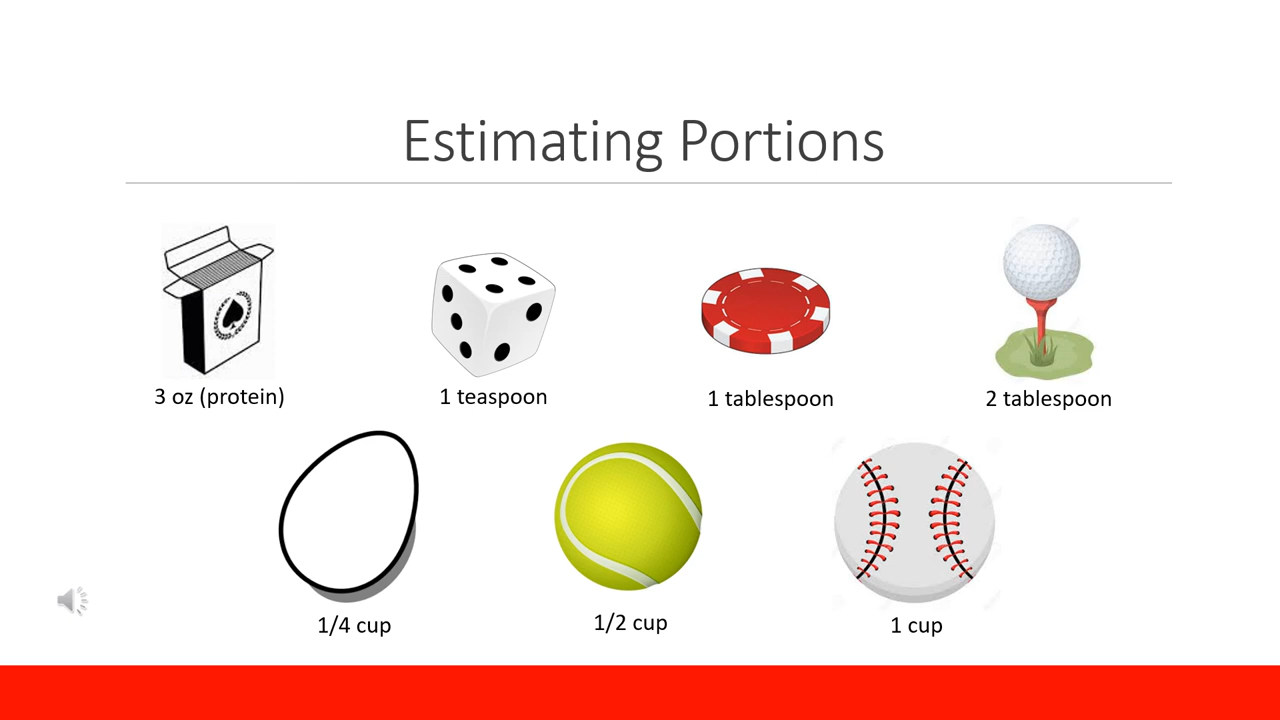 Estimating Portions
3 oz (protein)
1 teaspoon
1 tablespoon
2 tablespoon
1/4 cup
1/2 cup
1 cup